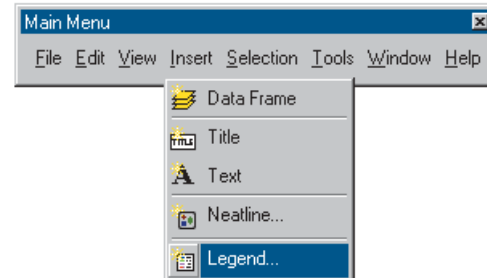 Main Menu
File Edit View Insert Selection Tools Window Help
Data Frame
Title
Text
Neatline...
Legend...